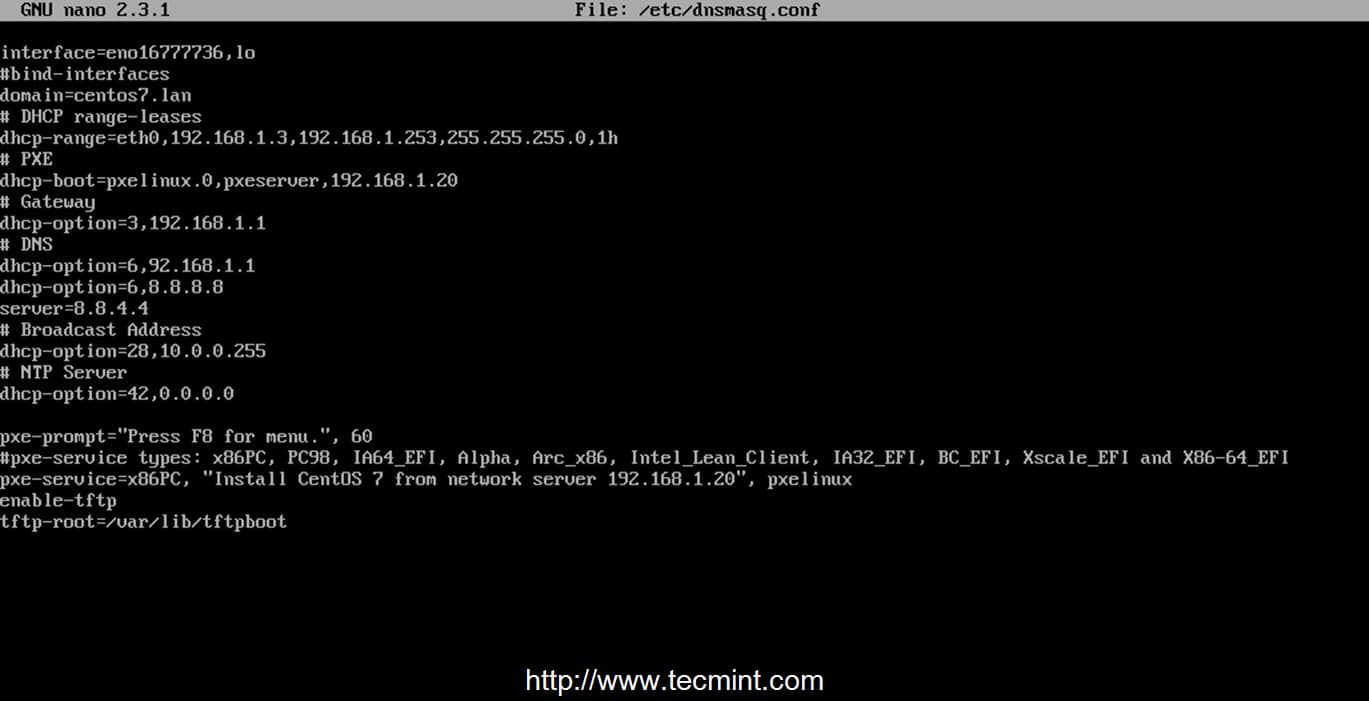 GNU nano 2.3.1 File: /etc/dnsmasq.conf
interface=eno16777736,lo
#bind-interfaces
domain=centos7.lan
# DHCP range-leases
dhcp-range=eth0,192.168.1.3,192.168.1.253,255.255.255.0,1h
# PXE
dhcp-boot=pxelinux.0,pxeserver,192.168.1.20
# Gateway
dhcp-option=3,192.168.1.1
# DNS
dhcp-option=6,92.168.1.1
dhcp-option=6,8.8.8.8
server=8.8.4.4
# Broadcast Address
dhcp-option=28,10.0.0.255
# NTP Server
dhcp-option=42,0.0.0.0
pxe-prompt="Press F8 for menu.", 60
#pxe-service types: x86PC, PC98, IA64_EFI, Alpha, Arc_x86, Intel_Lean_Client, IA32_EFI, BC_EFI, Xscale_EFI and X86-64_EFI
pxe-service=x86PC, "Install CentOS 7 from network server 192.168.1.20", pxelinux
enable-tftp
tftp-root=/var/lib/tftpboot
http://www.tecmint.com